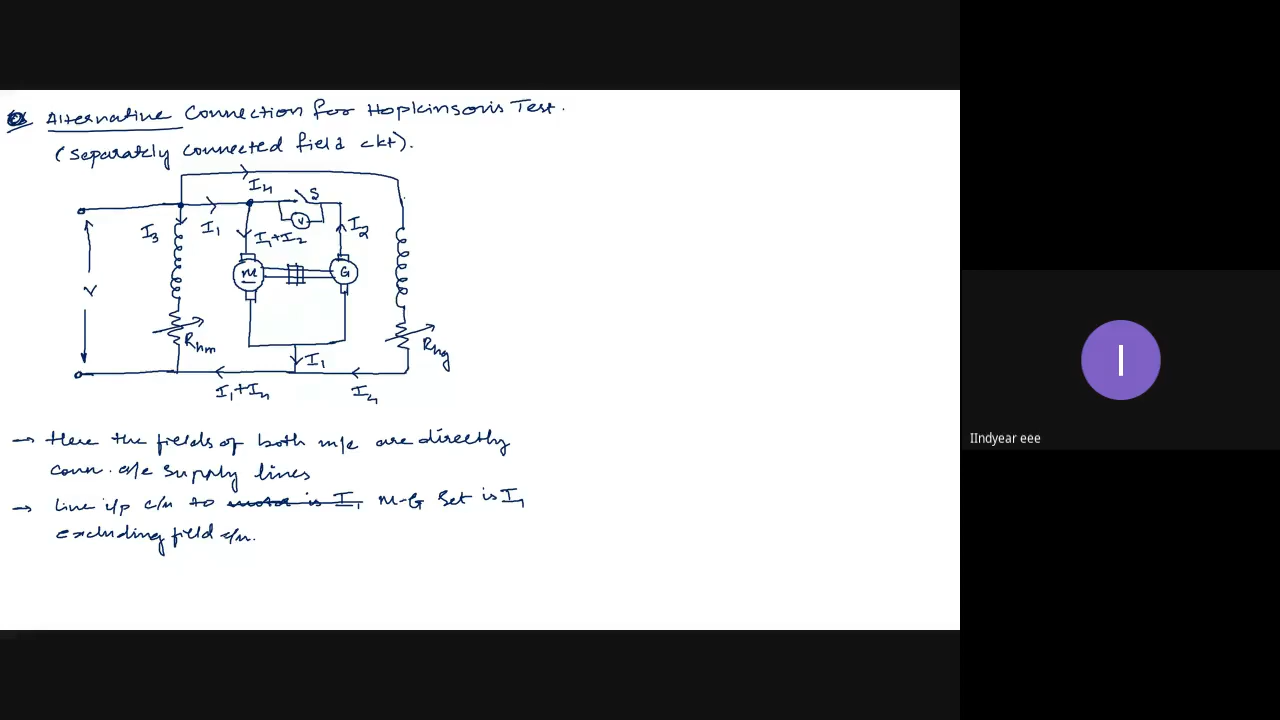 Alternative Connection for Hopkinson's Test.
(Separately connected field ckt).
I4
S
V
I3
I1
I1+I2
I2
M
G
V
Rhm
Rhg
I1
I1+I4
I4
→ Here the fields of both m/c are directly
conn. a/c supply lines
→ Line i/p c/n to motor is I1 M-G Set is I1
excluding field c/n.
I
IIndyear eee